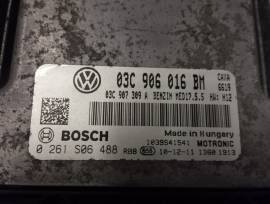 03C 906 016 BM
CAVA
6619
03C 907 309 A BENZIN MED17.5.5 HW: H12
BOSCH
Made in Hungary
1039S41541 MOTRONIC
0 261 S06 488 RBB 10-12-11 1360 1913